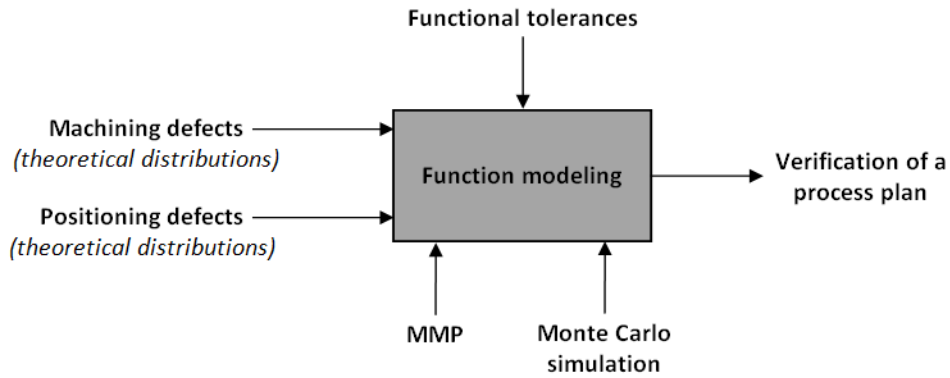 Functional tolerances
Machining defects
(theoretical distributions)
Function modeling
Verification of a
process plan
Positioning defects
(theoretical distributions)
MMP
Monte Carlo
simulation